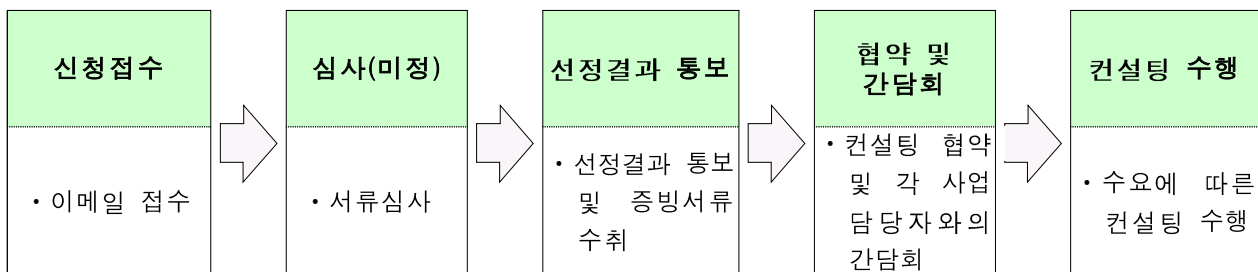 신청접수
• 이메일 접수
심사(미정)
• 서류심사
선정결과 통보
• 선정결과 통보
및 증빙서류
수취
협약 및
간담회
• 컨설팅 협약
및 각 사업
담당자와의
간담회
컨설팅 수행
• 수요에 따른
컨설팅 수행